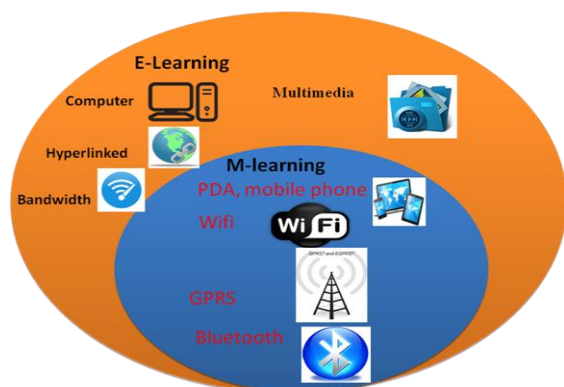 E-Learning
Computer
Multimedia
Hyperlinked
M-learning
Bandwidth
PDA, mobile phone
Wifi
Wi Fi
GPRS
Bluetooth